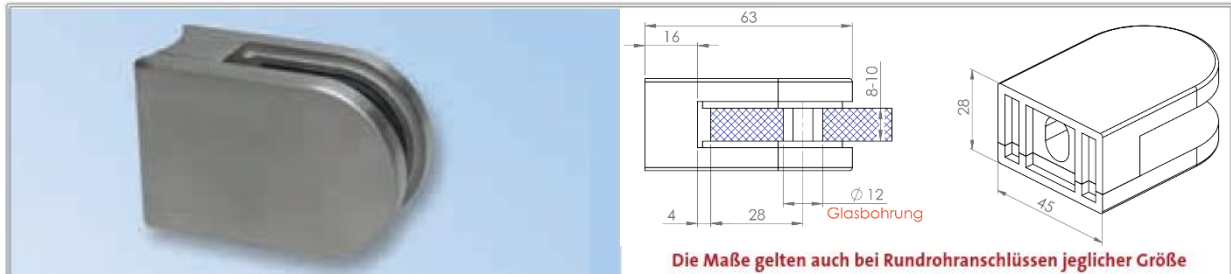 63
16
8-10
28
Ø 12
4
28
Glasbohrung
45
Die Maße gelten auch bei Rundrohranschlüssen jeglicher Größe